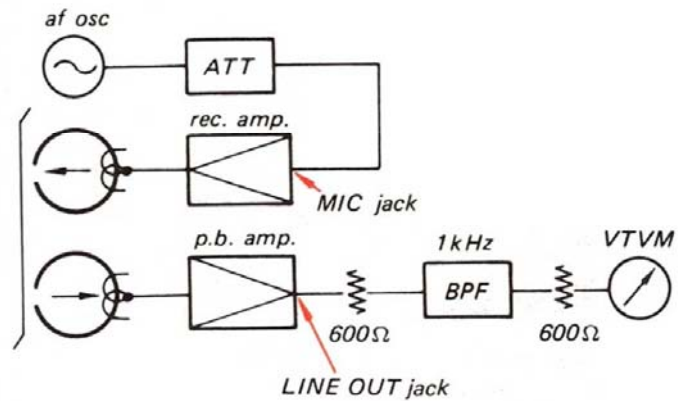 af osc
ATT
rec. amp.
MIC jack
p.b. amp.
1kHz
VTVM
BPF
600Ω
600Ω
LINE OUT jack